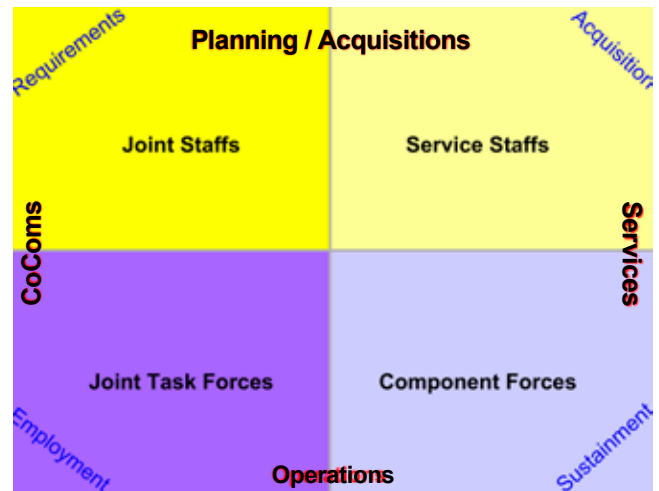 Planning / Acquisitions
Requirements
Acquisition
Joint Staffs
Service Staffs
CoComs
Services
Joint Task Forces
Component Forces
Employment
Sustainment
Operations